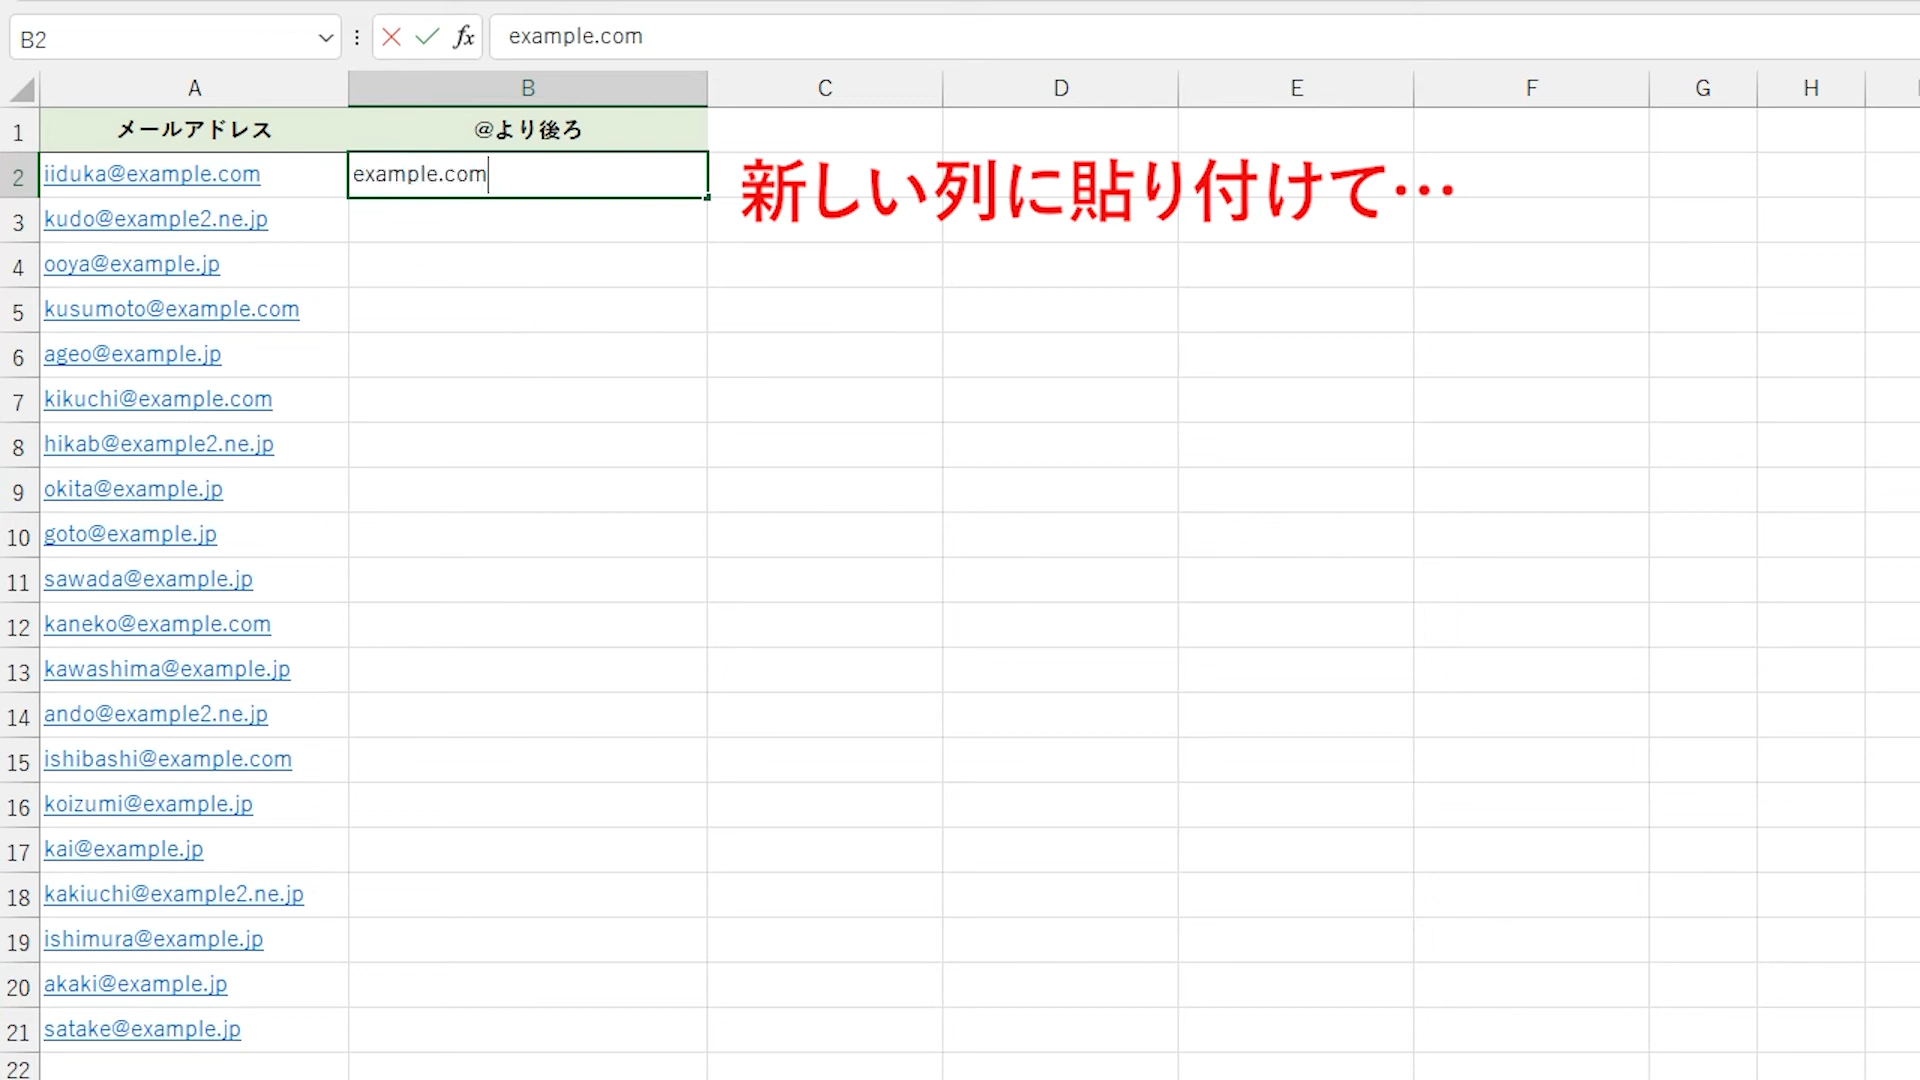 B2 fx example.com
A B C D E F G H
1 メールアドレス @より後ろ
2 iiduka@example.com example.com 新しい列に貼り付けて…
3 kudo@example2.ne.jp
4 ooya@example.jp
5 kusumoto@example.com
6 ageo@example.jp
7 kikuchi@example.com
8 hikab@example2.ne.jp
9 okita@example.jp
10 goto@example.jp
11 sawada@example.jp
12 kaneko@example.com
13 kawashima@example.jp
14 ando@example2.ne.jp
15 ishibashi@example.com
16 koizumi@example.jp
17 kai@example.jp
18 kakiuchi@example2.ne.jp
19 ishimura@example.jp
20 akaki@example.jp
21 satake@example.jp
22